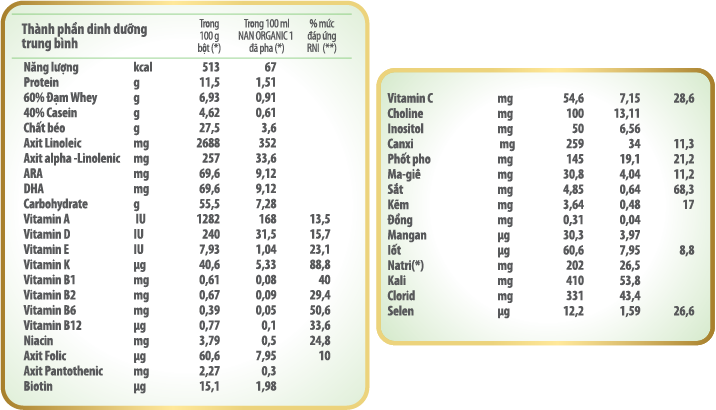 Thành phần dinh dưỡng trung bình Trong 100 g bột (*) Trong 100 ml NAN ORGANIC 1 đã pha (*) % mức đáp ứng RNI (**)
Năng lượng kcal 513 67
Protein g 11,5 1,51
60% Đạm Whey g 6,93 0,91
40% Casein g 4,62 0,61
Chất béo g 27,5 3,6
Axit Linoleic mg 2688 352
Axit alpha -Linolenic mg 257 33,6
ARA mg 69,6 9,12
DHA mg 69,6 9,12
Carbohydrate g 55,5 7,28
Vitamin A IU 1282 168 13,5
Vitamin D IU 240 31,5 15,7
Vitamin E IU 7,93 1,04 23,1
Vitamin K µg 40,6 5,33 88,8
Vitamin B1 mg 0,61 0,08 40
Vitamin B2 mg 0,67 0,09 29,4
Vitamin B6 mg 0,39 0,05 50,6
Vitamin B12 µg 0,77 0,1 33,6
Niacin mg 3,79 0,5 24,8
Axit Folic µg 60,6 7,95 10
Axit Pantothenic mg 2,27 0,3
Biotin µg 15,1 1,98
Vitamin C mg 54,6 7,15 28,6
Choline mg 100 13,11
Inositol mg 50 6,56
Canxi mg 259 34 11,3
Phốt pho mg 145 19,1 21,2
Ma-giê mg 30,8 4,04 11,2
Sắt mg 4,85 0,64 68,3
Kẽm mg 3,64 0,48 17
Đồng mg 0,31 0,04
Mangan µg 30,3 3,97
Iốt µg 60,6 7,95 8,8
Natri(*) mg 202 26,5
Kali mg 410 53,8
Clorid mg 331 43,4
Selen µg 12,2 1,59 26,6